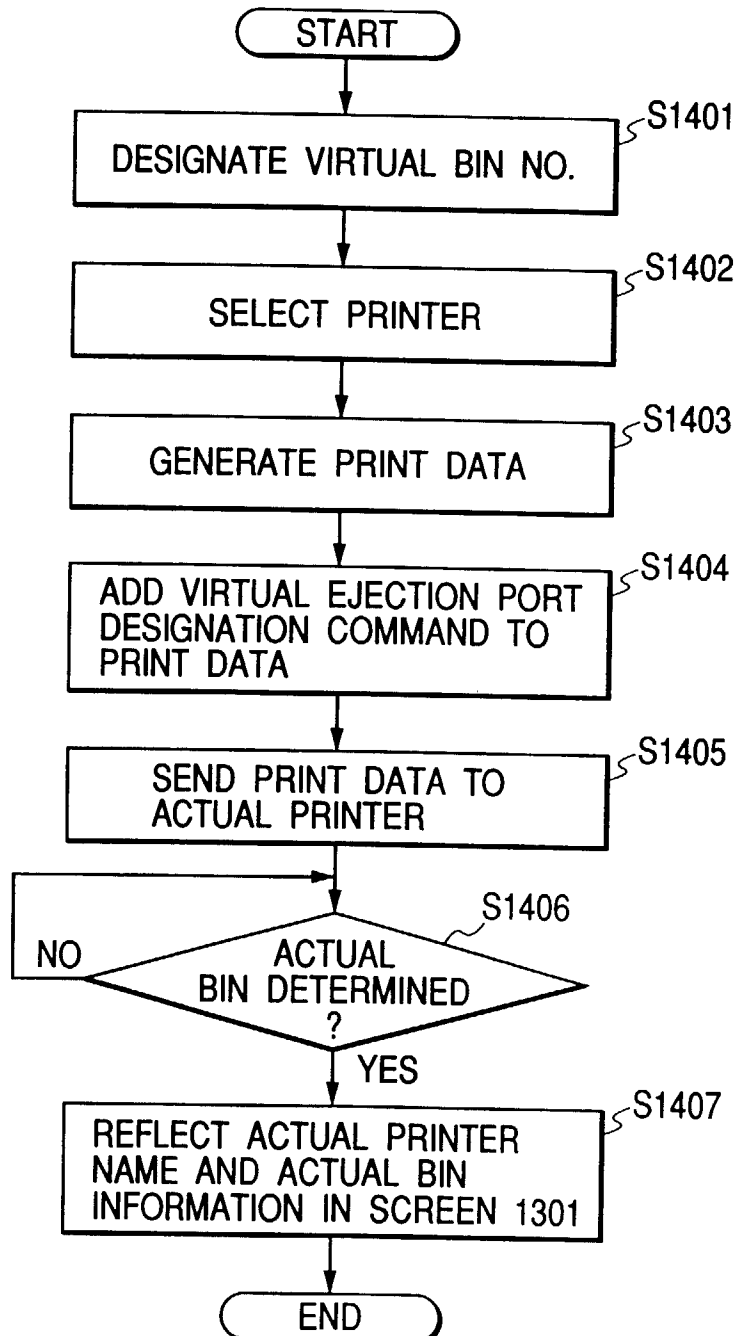 START
S1401
DESIGNATE VIRTUAL BIN NO.
S1402
SELECT PRINTER
S1403
GENERATE PRINT DATA
S1404
ADD VIRTUAL EJECTION PORT
DESIGNATION COMMAND TO
PRINT DATA
S1405
SEND PRINT DATA TO
ACTUAL PRINTER
S1406
NO
ACTUAL
BIN DETERMINED
?
YES
S1407
REFLECT ACTUAL PRINTER
NAME AND ACTUAL BIN
INFORMATION IN SCREEN 1301
END